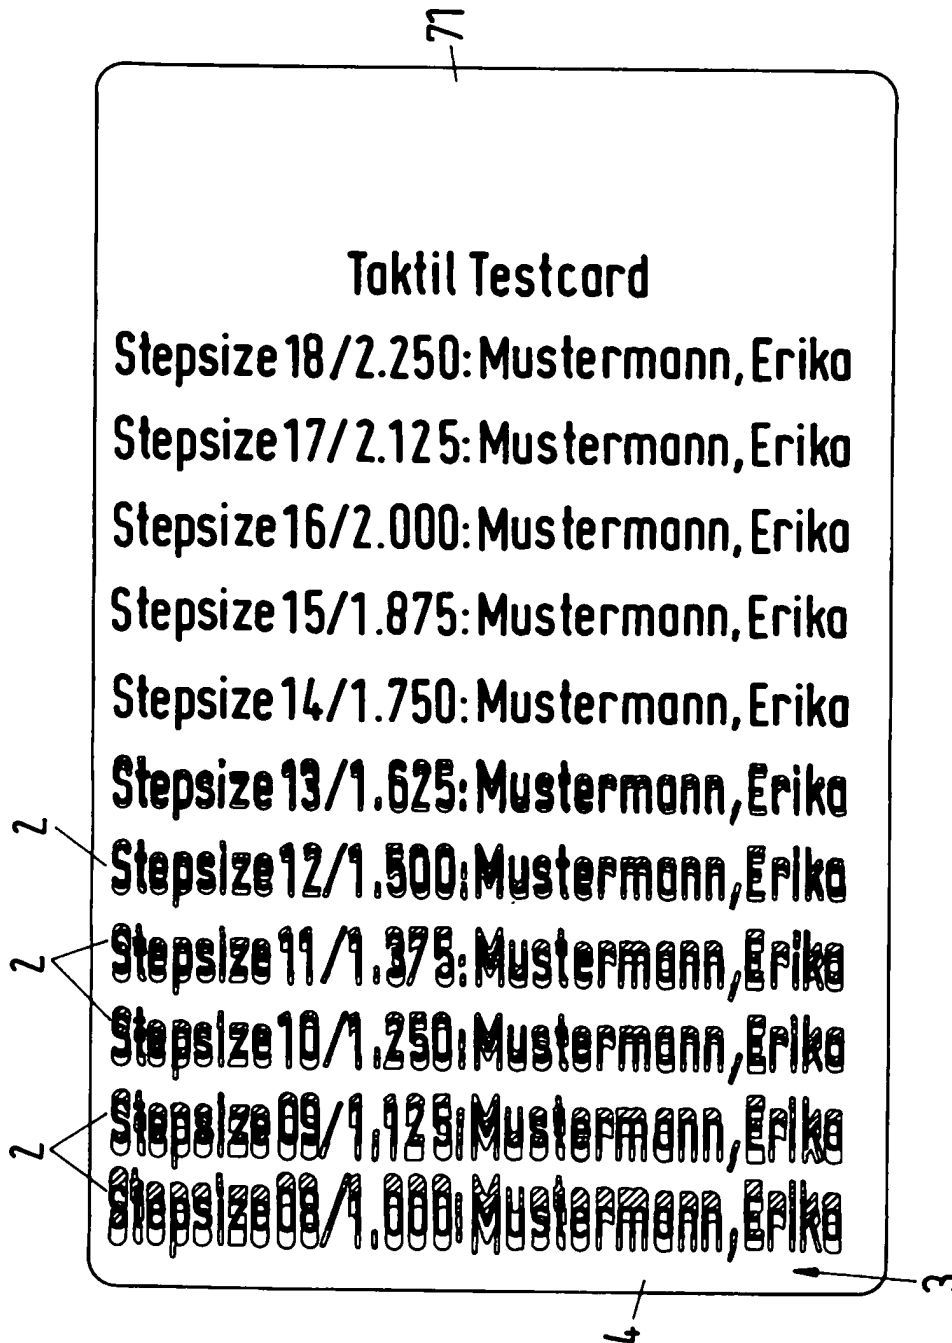 71
Taktil Testcard
Stepsize 18/2.250: Mustermann, Erika
Stepsize 17/2.125: Mustermann, Erika
Stepsize 16/2.000: Mustermann, Erika
Stepsize 15/1.875: Mustermann, Erika
Stepsize 14/1.750: Mustermann, Erika
Stepsize 13/1.625: Mustermann, Erika
2
Stepsize 12/1.500: Mustermann, Erika
2
Stepsize 11/1.375: Mustermann, Erika
Stepsize 10/1.250: Mustermann, Erika
2
Stepsize 09/1.125: Mustermann, Erika
Stepsize 08/1.000: Mustermann, Erika
4
3